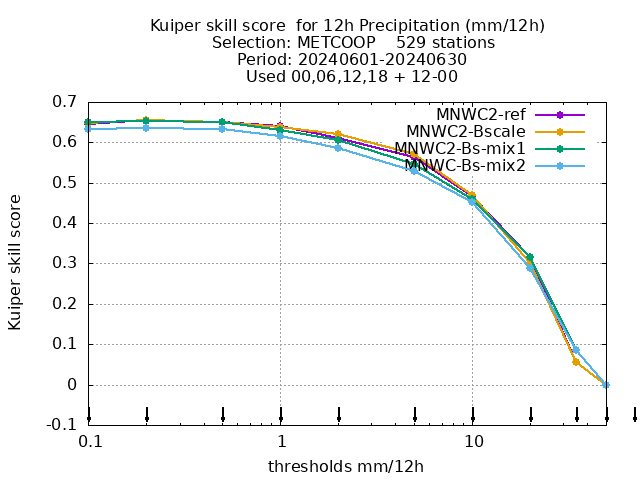 Kuiper skill score  for 12h Precipitation (mm/12h)
Selection: METCOOP    529 stations
Period: 20240601-20240630
Used 00,06,12,18 + 12-00
MNWC2-ref
MNWC2-Bscale
MNWC2-Bs-mix1
MNWC-Bs-mix2
Kuiper skill score
0.7
0.6
0.5
0.4
0.3
0.2
0.1
0
-0.1
0.1 1 10
thresholds mm/12h